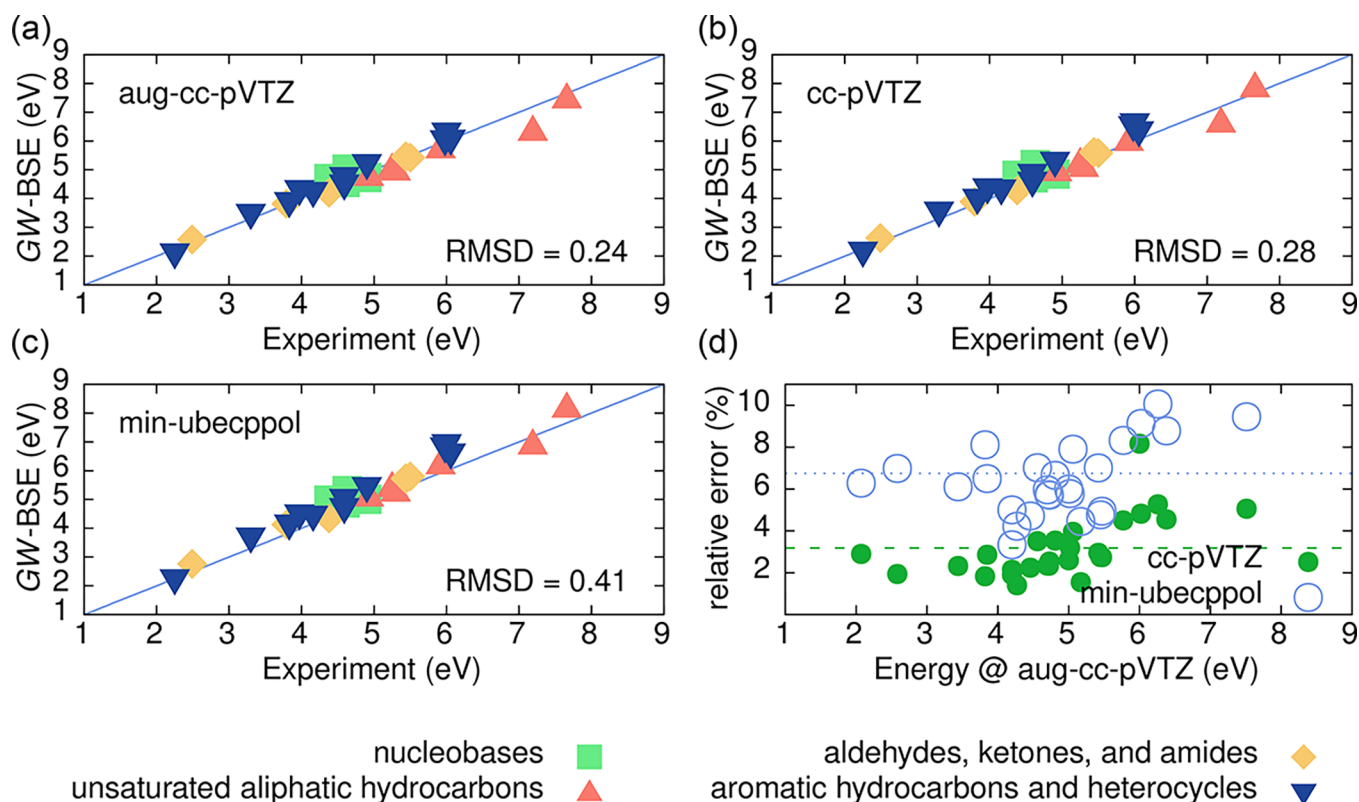 (a)
9
8
7
6
5
4
3
2
1
GW-BSE (eV)
aug-cc-pVTZ
RMSD = 0.24
1 2 3 4 5 6 7 8 9
Experiment (eV)
(b)
9
8
7
6
5
4
3
2
1
GW-BSE (eV)
cc-pVTZ
RMSD = 0.28
1 2 3 4 5 6 7 8 9
Experiment (eV)
(c)
9
8
7
6
5
4
3
2
1
GW-BSE (eV)
min-ubecppol
RMSD = 0.41
1 2 3 4 5 6 7 8 9
Experiment (eV)
(d)
10
8
6
4
2
relative error (%)
cc-pVTZ
min-ubecppol
1 2 3 4 5 6 7 8 9
Energy @ aug-cc-pVTZ (eV)
nucleobases
unsaturated aliphatic hydrocarbons
aldehydes, ketones, and amides
aromatic hydrocarbons and heterocycles